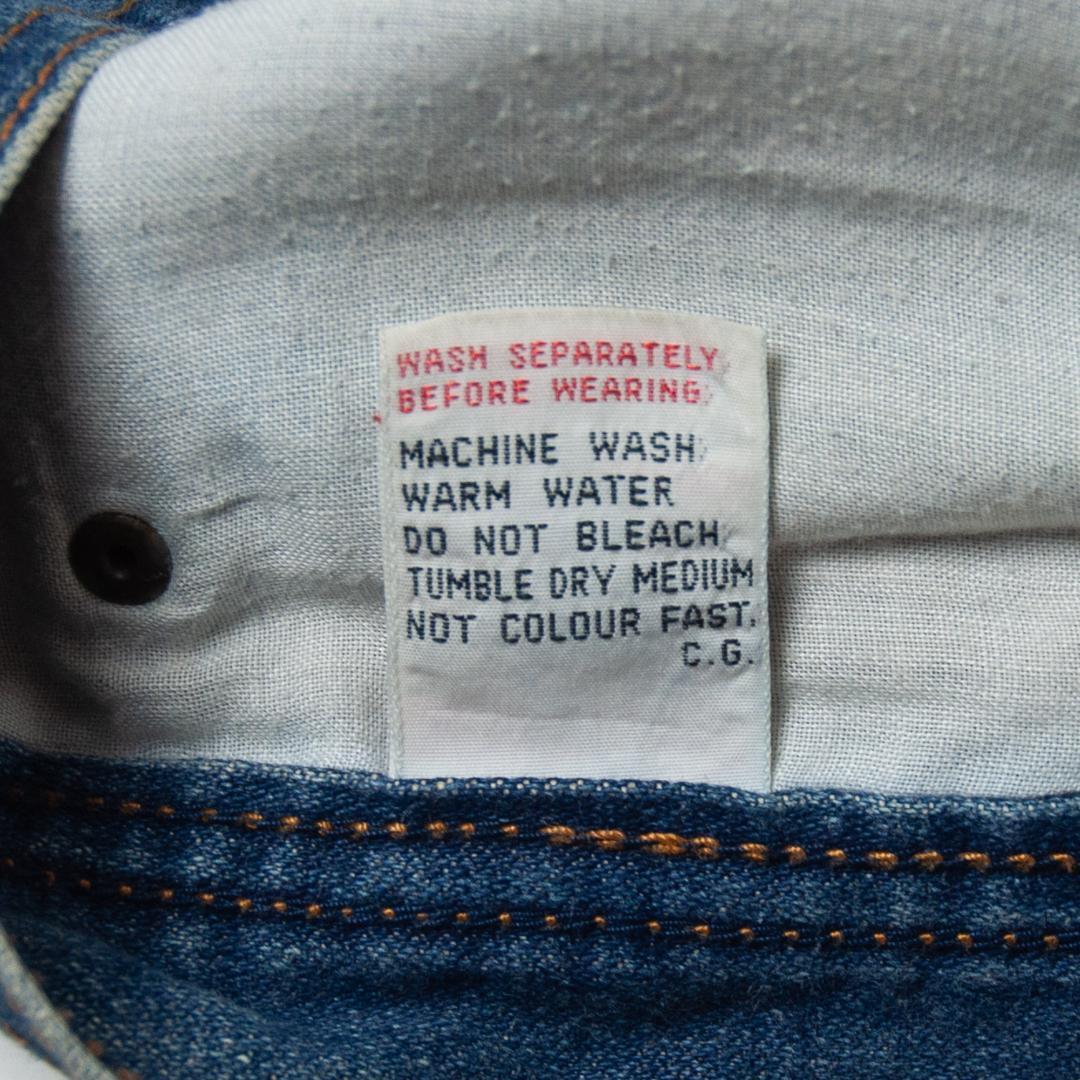 WASH SEPARATELY
BEFORE WEARING.
MACHINE WASH
WARM WATER
DO NOT BLEACH
TUMBLE DRY MEDIUM
NOT COLOUR FAST.
C.G.